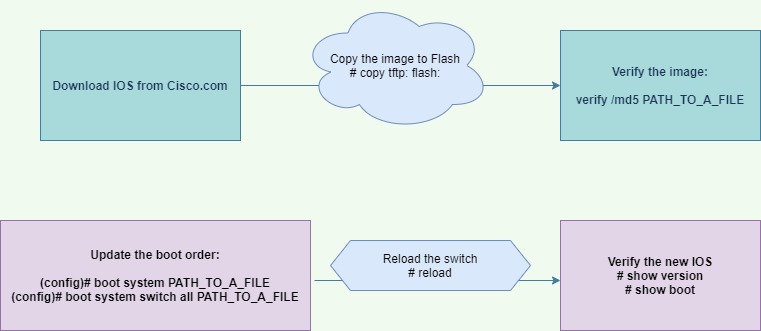 Download IOS from Cisco.com
Copy the image to Flash
# copy tftp: flash:
Verify the image:
verify /md5 PATH_TO_A_FILE
Update the boot order:
(config)# boot system PATH_TO_A_FILE
(config)# boot system switch all PATH_TO_A_FILE
Reload the switch
# reload
Verify the new IOS
# show version
# show boot